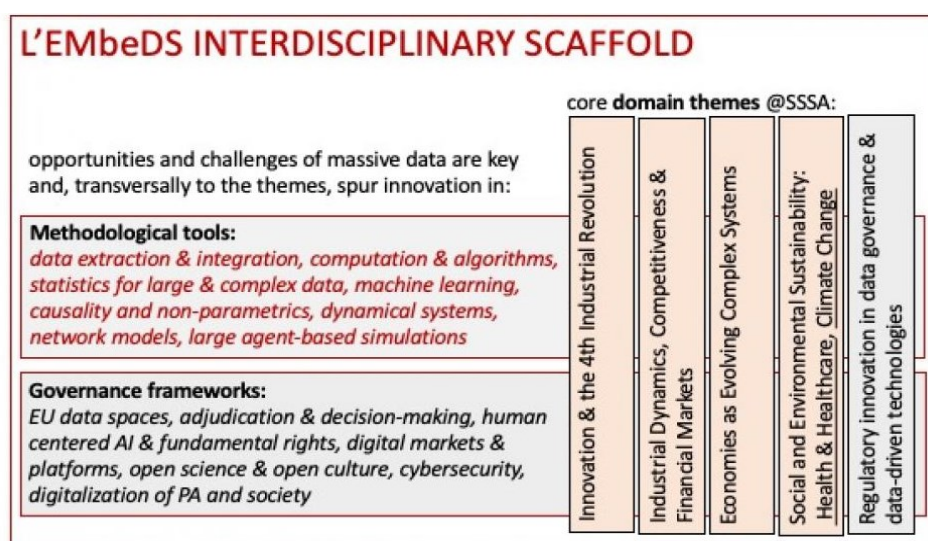 L'EMbeDS INTERDISCIPLINARY SCAFFOLD
core domain themes @SSSA:
opportunities and challenges of massive data are key
and, transversally to the themes, spur innovation in:
Methodological tools:
data extraction & integration, computation & algorithms,
statistics for large & complex data, machine learning,
causality and non-parametrics, dynamical systems,
network models, large agent-based simulations
Governance frameworks:
EU data spaces, adjudication & decision-making, human
centered AI & fundamental rights, digital markets &
platforms, open science & open culture, cybersecurity,
digitalization of PA and society
Innovation & the 4th Industrial Revolution
Industrial Dynamics, Competitiveness &
Financial Markets
Economies as Evolving Complex Systems
Social and Environmental Sustainability:
Health & Healthcare, Climate Change
Regulatory innovation in data governance &
data-driven technologies